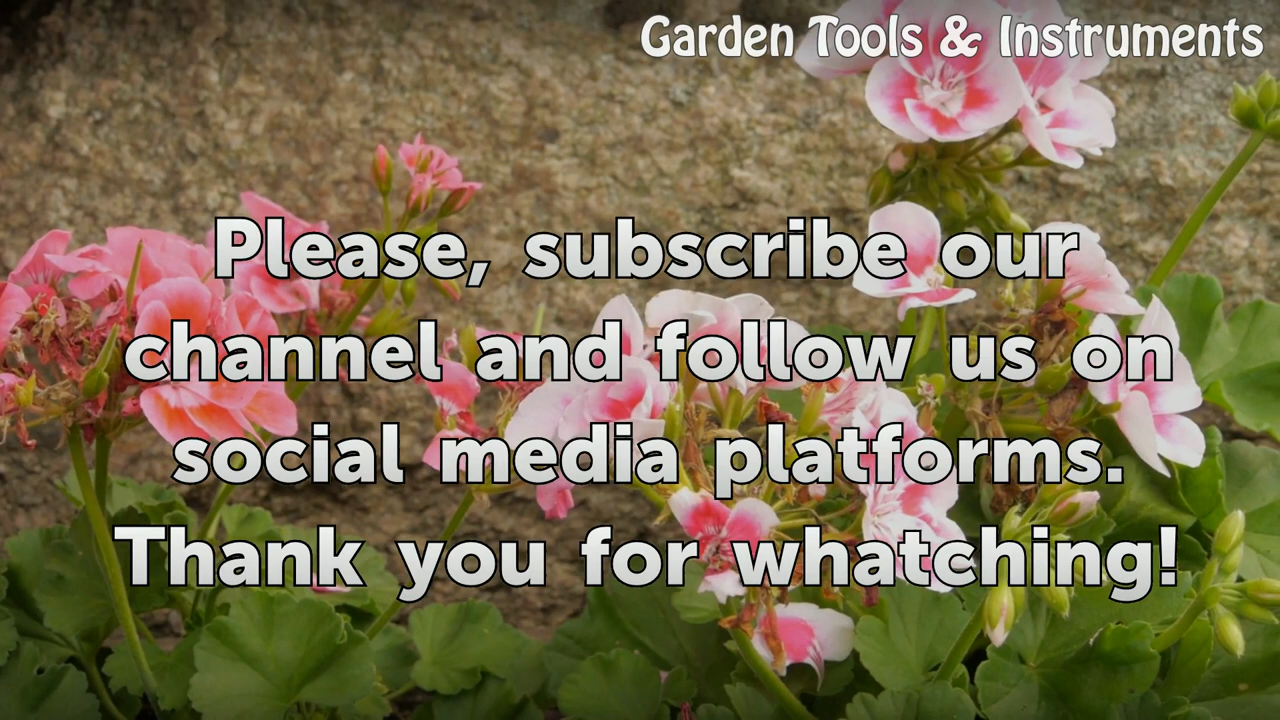 Garden Tools & Instruments
Please, subscribe our
channel and follow us on
social media platforms.
Thank you for whatching!